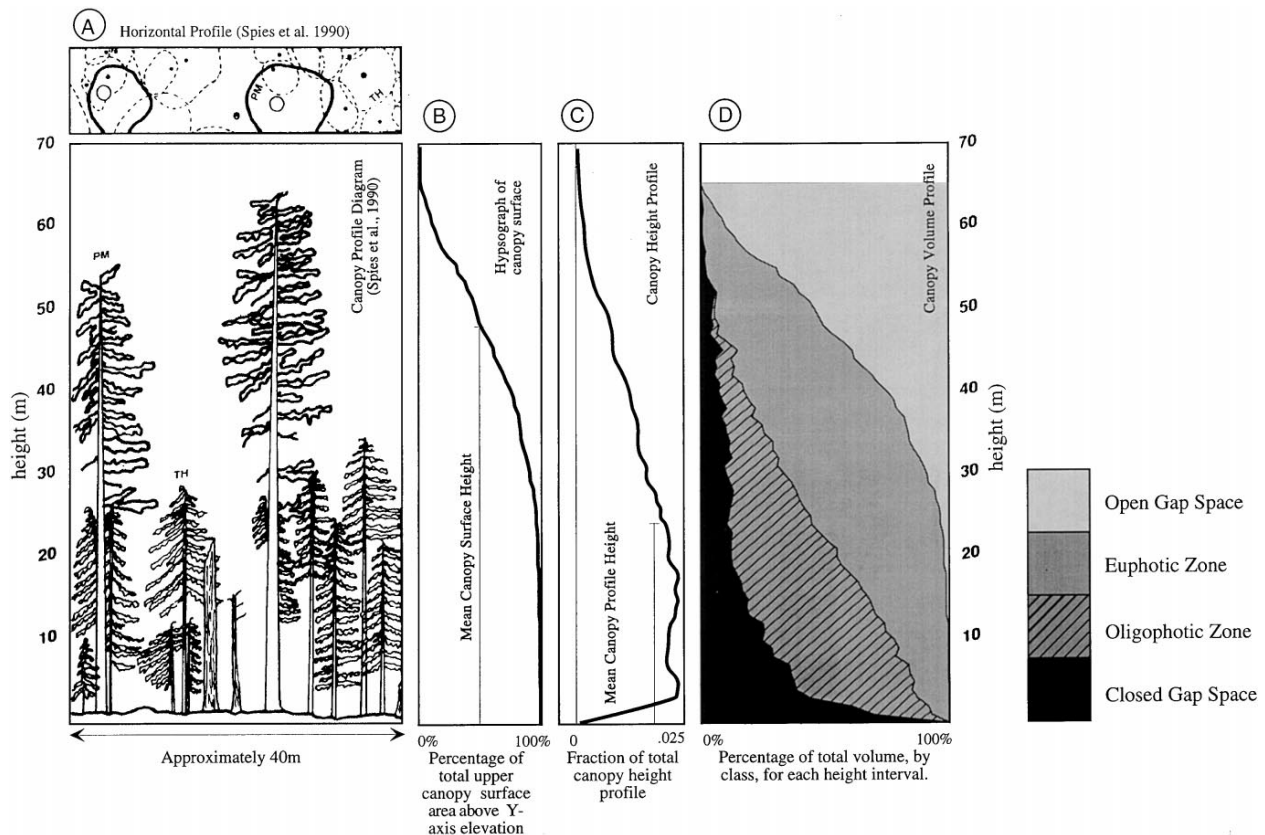 A
Horizontal Profile (Spies et al. 1990)
PM
TH
B
C
D
70
60
50
40
30
20
10
height (m)
Canopy Profile Diagram
(Spies et al., 1990)
PM
TH
Approximately 40m
Hypsograph of
canopy surface
Mean Canopy Surface Height
0%
100%
Percentage of
total upper
canopy surface
area above Y-
axis elevation
Canopy Height Profile
Mean Canopy Profile Height
0
.025
Fraction of total
canopy height
profile
Canopy Volume Profile
0%
100%
Percentage of total volume, by
class, for each height interval.
70
60
50
40
30
20
10
height (m)
Open Gap Space
Euphotic Zone
Oligophotic Zone
Closed Gap Space